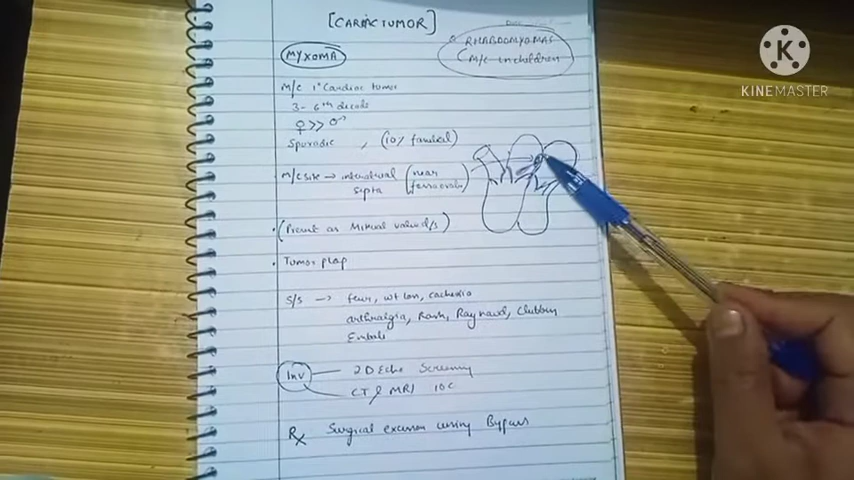 [CARDIAC TUMOR]
RHABDOMYOMAS
M/C in children
MYXOMA
M/C 1° Cardiac tumor
3 - 6th decade
♀ >> ♂
Sporadic, (10% familial)
M/C site → interatrial septa (near fossa ovalis)
• (Present as Mitral valve d/s)
• Tumor plop
S/S → fever, wt loss, cachexia
arthralgia, Rash, Raynaud, Clubbing
Emboli
Inv
2D Echo Screening
CT & MRI IOC
Rx Surgical excision using Bypass
K
KINEMASTER